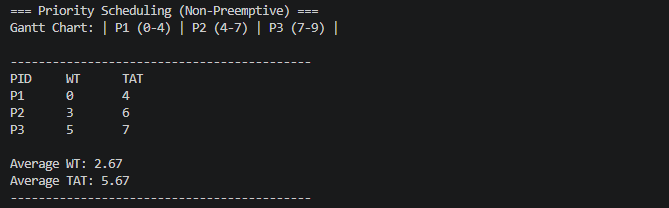 === Priority Scheduling (Non-Preemptive) ===
Gantt Chart: | P1 (0-4) | P2 (4-7) | P3 (7-9) |
-------------------------------------------
PID WT TAT
P1 0 4
P2 3 6
P3 5 7
Average WT: 2.67
Average TAT: 5.67
-------------------------------------------